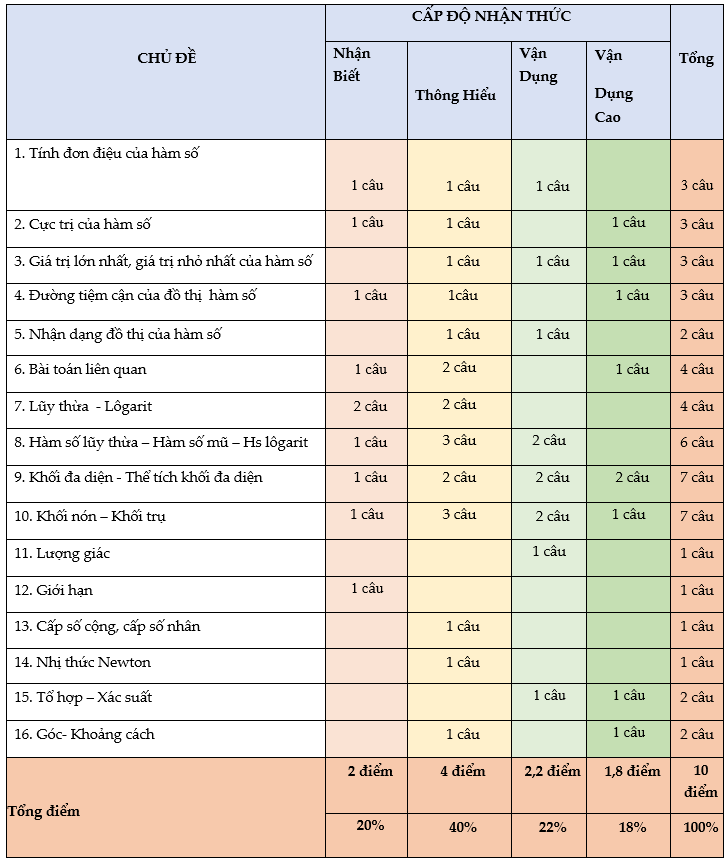 CHỦ ĐỀ
CẤP ĐỘ NHẬN THỨC
Tổng
Nhận
Biết
Thông Hiểu
Vận
Dụng
Vận
Dụng
Cao
1. Tính đơn điệu của hàm số
1 câu 1 câu 1 câu 3 câu
2. Cực trị của hàm số 1 câu 1 câu 1 câu 3 câu
3. Giá trị lớn nhất, giá trị nhỏ nhất của hàm số 1 câu 1 câu 1 câu 3 câu
4. Đường tiệm cận của đồ thị hàm số 1 câu 1câu 1 câu 3 câu
5. Nhận dạng đồ thị của hàm số 1 câu 1 câu 2 câu
6. Bài toán liên quan 1 câu 2 câu 1 câu 4 câu
7. Lũy thừa - Lôgarit 2 câu 2 câu 4 câu
8. Hàm số lũy thừa – Hàm số mũ – Hs lôgarit 1 câu 3 câu 2 câu 6 câu
9. Khối đa diện - Thể tích khối đa diện 1 câu 2 câu 2 câu 2 câu 7 câu
10. Khối nón – Khối trụ 1 câu 3 câu 2 câu 1 câu 7 câu
11. Lượng giác 1 câu 1 câu
12. Giới hạn 1 câu 1 câu
13. Cấp số cộng, cấp số nhân 1 câu 1 câu
14. Nhị thức Newton 1 câu 1 câu
15. Tổ hợp – Xác suất 1 câu 1 câu 2 câu
16. Góc- Khoảng cách 1 câu 1 câu 2 câu
Tổng điểm
2 điểm 4 điểm 2,2 điểm 1,8 điểm 10
điểm
20% 40% 22% 18% 100%